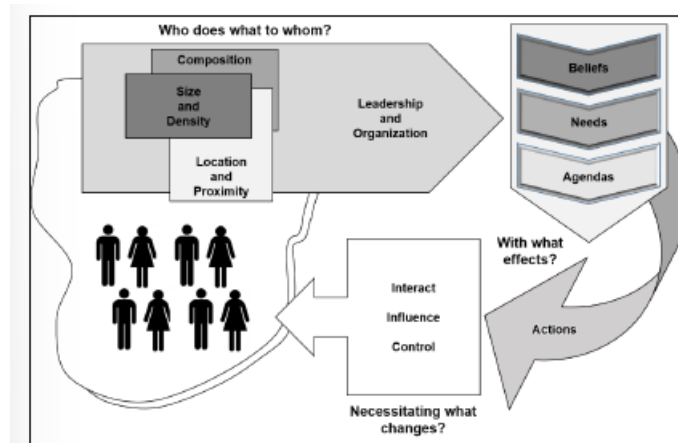 Who does what to whom?
Composition
Size
and
Density
Location
and
Proximity
Leadership
and
Organization
Beliefs
Needs
Agendas
With what
effects?
Actions
Interact
Influence
Control
Necessitating what
changes?